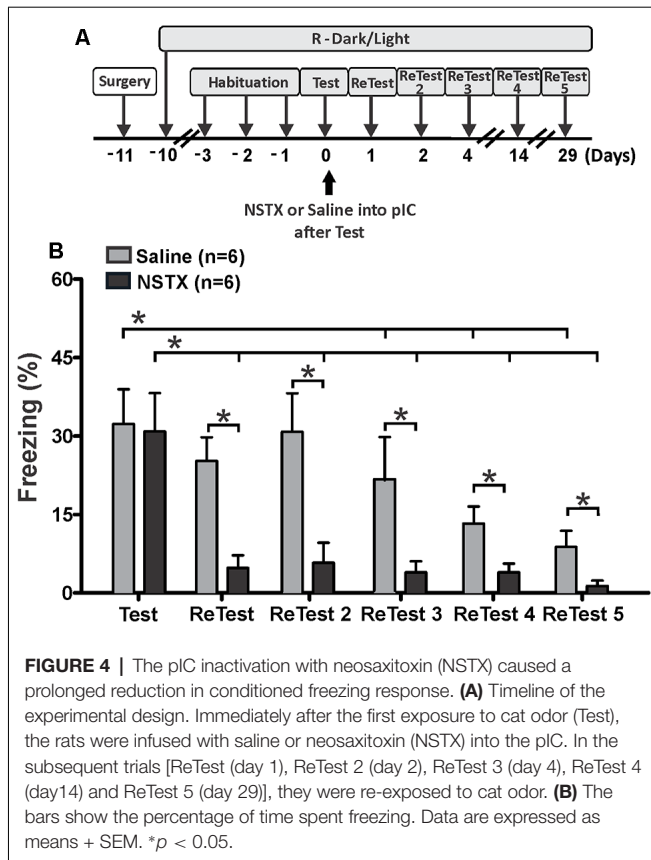 A
R - Dark/Light
Surgery
Habituation
Test
ReTest
ReTest 2
ReTest 3
ReTest 4
ReTest 5
-11 -10 -3 -2 -1 0 1 2 4 14 29 (Days)
NSTX or Saline into pIC
after Test
B
Saline (n=6)
NSTX (n=6)
Freezing (%)
60
45
30
15
0
*
*
*
*
*
*
*
Test ReTest ReTest 2 ReTest 3 ReTest 4 ReTest 5
FIGURE 4 | The pIC inactivation with neosaxitoxin (NSTX) caused a
prolonged reduction in conditioned freezing response. (A) Timeline of the
experimental design. Immediately after the first exposure to cat odor (Test),
the rats were infused with saline or neosaxitoxin (NSTX) into the pIC. In the
subsequent trials [ReTest (day 1), ReTest 2 (day 2), ReTest 3 (day 4), ReTest 4
(day14) and ReTest 5 (day 29)], they were re-exposed to cat odor. (B) The
bars show the percentage of time spent freezing. Data are expressed as
means + SEM. *p < 0.05.